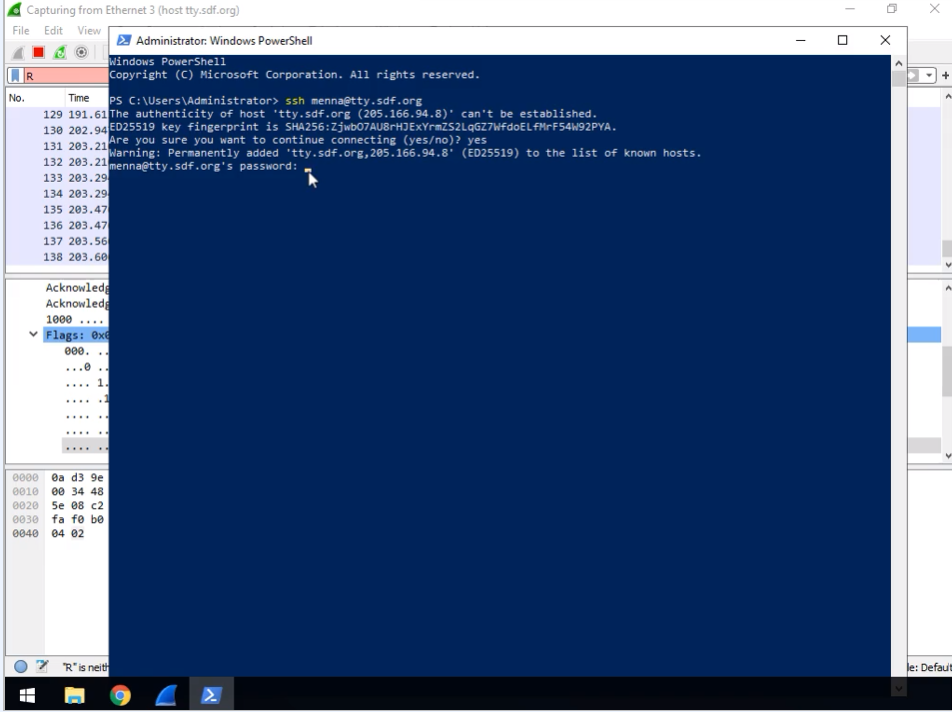 Capturing from Ethernet 3 (host tty.sdf.org)
File Edit View
R
No. Time
129 191.61
130 202.94
131 203.21
132 203.21
133 203.29
134 203.29
135 203.47
136 203.47
137 203.56
138 203.60
Acknowledg
Acknowledg
1000 ....
Flags: 0x0
000. ..
...0 ..
.... 1.
.... .1
.... ..
.... ..
.... ..
0000 0a d3 9e
0010 00 34 48
0020 5e 08 c2
0030 fa f0 b0
0040 04 02
"R" is neith
le: Default
Administrator: Windows PowerShell
Windows PowerShell
Copyright (C) Microsoft Corporation. All rights reserved.
PS C:\Users\Administrator> ssh menna@tty.sdf.org
The authenticity of host 'tty.sdf.org (205.166.94.8)' can't be established.
ED25519 key fingerprint is SHA256:ZjwbO7AU8rHJExYrmZS2LqGZ7WfdoELfMrF54W92PYA.
Are you sure you want to continue connecting (yes/no)? yes
Warning: Permanently added 'tty.sdf.org,205.166.94.8' (ED25519) to the list of known hosts.
menna@tty.sdf.org's password: